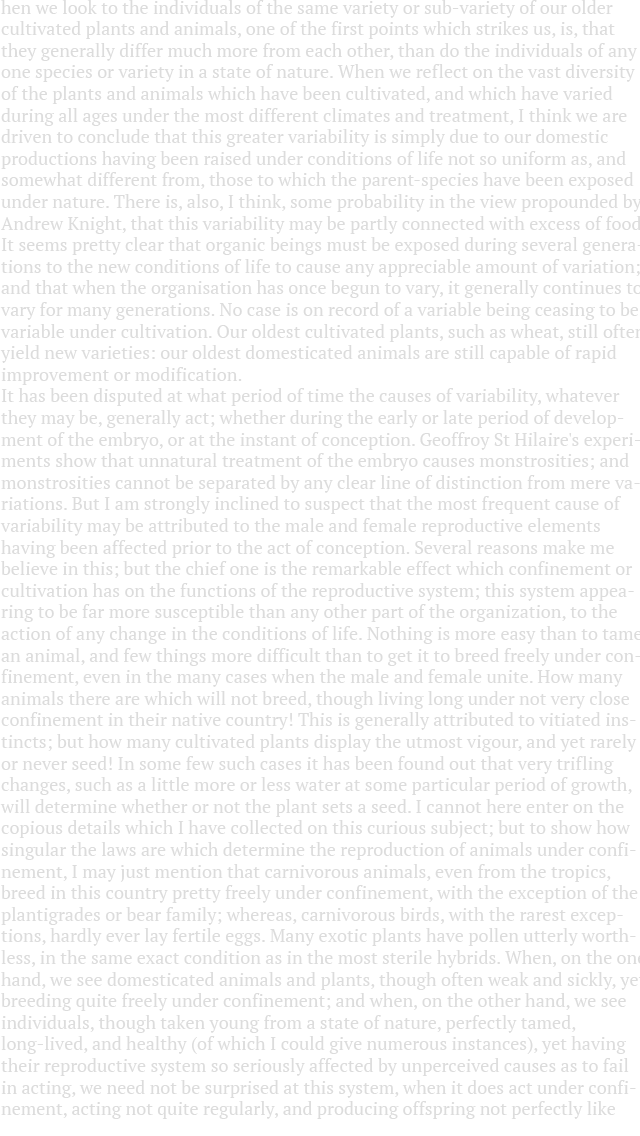 hen we look to the individuals of the same variety or sub-variety of our older
cultivated plants and animals, one of the first points which strikes us, is, that
they generally differ much more from each other, than do the individuals of any
one species or variety in a state of nature. When we reflect on the vast diversity
of the plants and animals which have been cultivated, and which have varied
during all ages under the most different climates and treatment, I think we are
driven to conclude that this greater variability is simply due to our domestic
productions having been raised under conditions of life not so uniform as, and
somewhat different from, those to which the parent-species have been exposed
under nature. There is, also, I think, some probability in the view propounded by
Andrew Knight, that this variability may be partly connected with excess of food
It seems pretty clear that organic beings must be exposed during several genera-
tions to the new conditions of life to cause any appreciable amount of variation;
and that when the organisation has once begun to vary, it generally continues to
vary for many generations. No case is on record of a variable being ceasing to be
variable under cultivation. Our oldest cultivated plants, such as wheat, still often
yield new varieties: our oldest domesticated animals are still capable of rapid
improvement or modification.
It has been disputed at what period of time the causes of variability, whatever
they may be, generally act; whether during the early or late period of develop-
ment of the embryo, or at the instant of conception. Geoffroy St Hilaire's experi-
ments show that unnatural treatment of the embryo causes monstrosities; and
monstrosities cannot be separated by any clear line of distinction from mere va-
riations. But I am strongly inclined to suspect that the most frequent cause of
variability may be attributed to the male and female reproductive elements
having been affected prior to the act of conception. Several reasons make me
believe in this; but the chief one is the remarkable effect which confinement or
cultivation has on the functions of the reproductive system; this system appea-
ring to be far more susceptible than any other part of the organization, to the
action of any change in the conditions of life. Nothing is more easy than to tame
an animal, and few things more difficult than to get it to breed freely under con-
finement, even in the many cases when the male and female unite. How many
animals there are which will not breed, though living long under not very close
confinement in their native country! This is generally attributed to vitiated ins-
tincts; but how many cultivated plants display the utmost vigour, and yet rarely
or never seed! In some few such cases it has been found out that very trifling
changes, such as a little more or less water at some particular period of growth,
will determine whether or not the plant sets a seed. I cannot here enter on the
copious details which I have collected on this curious subject; but to show how
singular the laws are which determine the reproduction of animals under confi-
nement, I may just mention that carnivorous animals, even from the tropics,
breed in this country pretty freely under confinement, with the exception of the
plantigrades or bear family; whereas, carnivorous birds, with the rarest excep-
tions, hardly ever lay fertile eggs. Many exotic plants have pollen utterly worth-
less, in the same exact condition as in the most sterile hybrids. When, on the one
hand, we see domesticated animals and plants, though often weak and sickly, ye
breeding quite freely under confinement; and when, on the other hand, we see
individuals, though taken young from a state of nature, perfectly tamed,
long-lived, and healthy (of which I could give numerous instances), yet having
their reproductive system so seriously affected by unperceived causes as to fail
in acting, we need not be surprised at this system, when it does act under confi-
nement, acting not quite regularly, and producing offspring not perfectly like